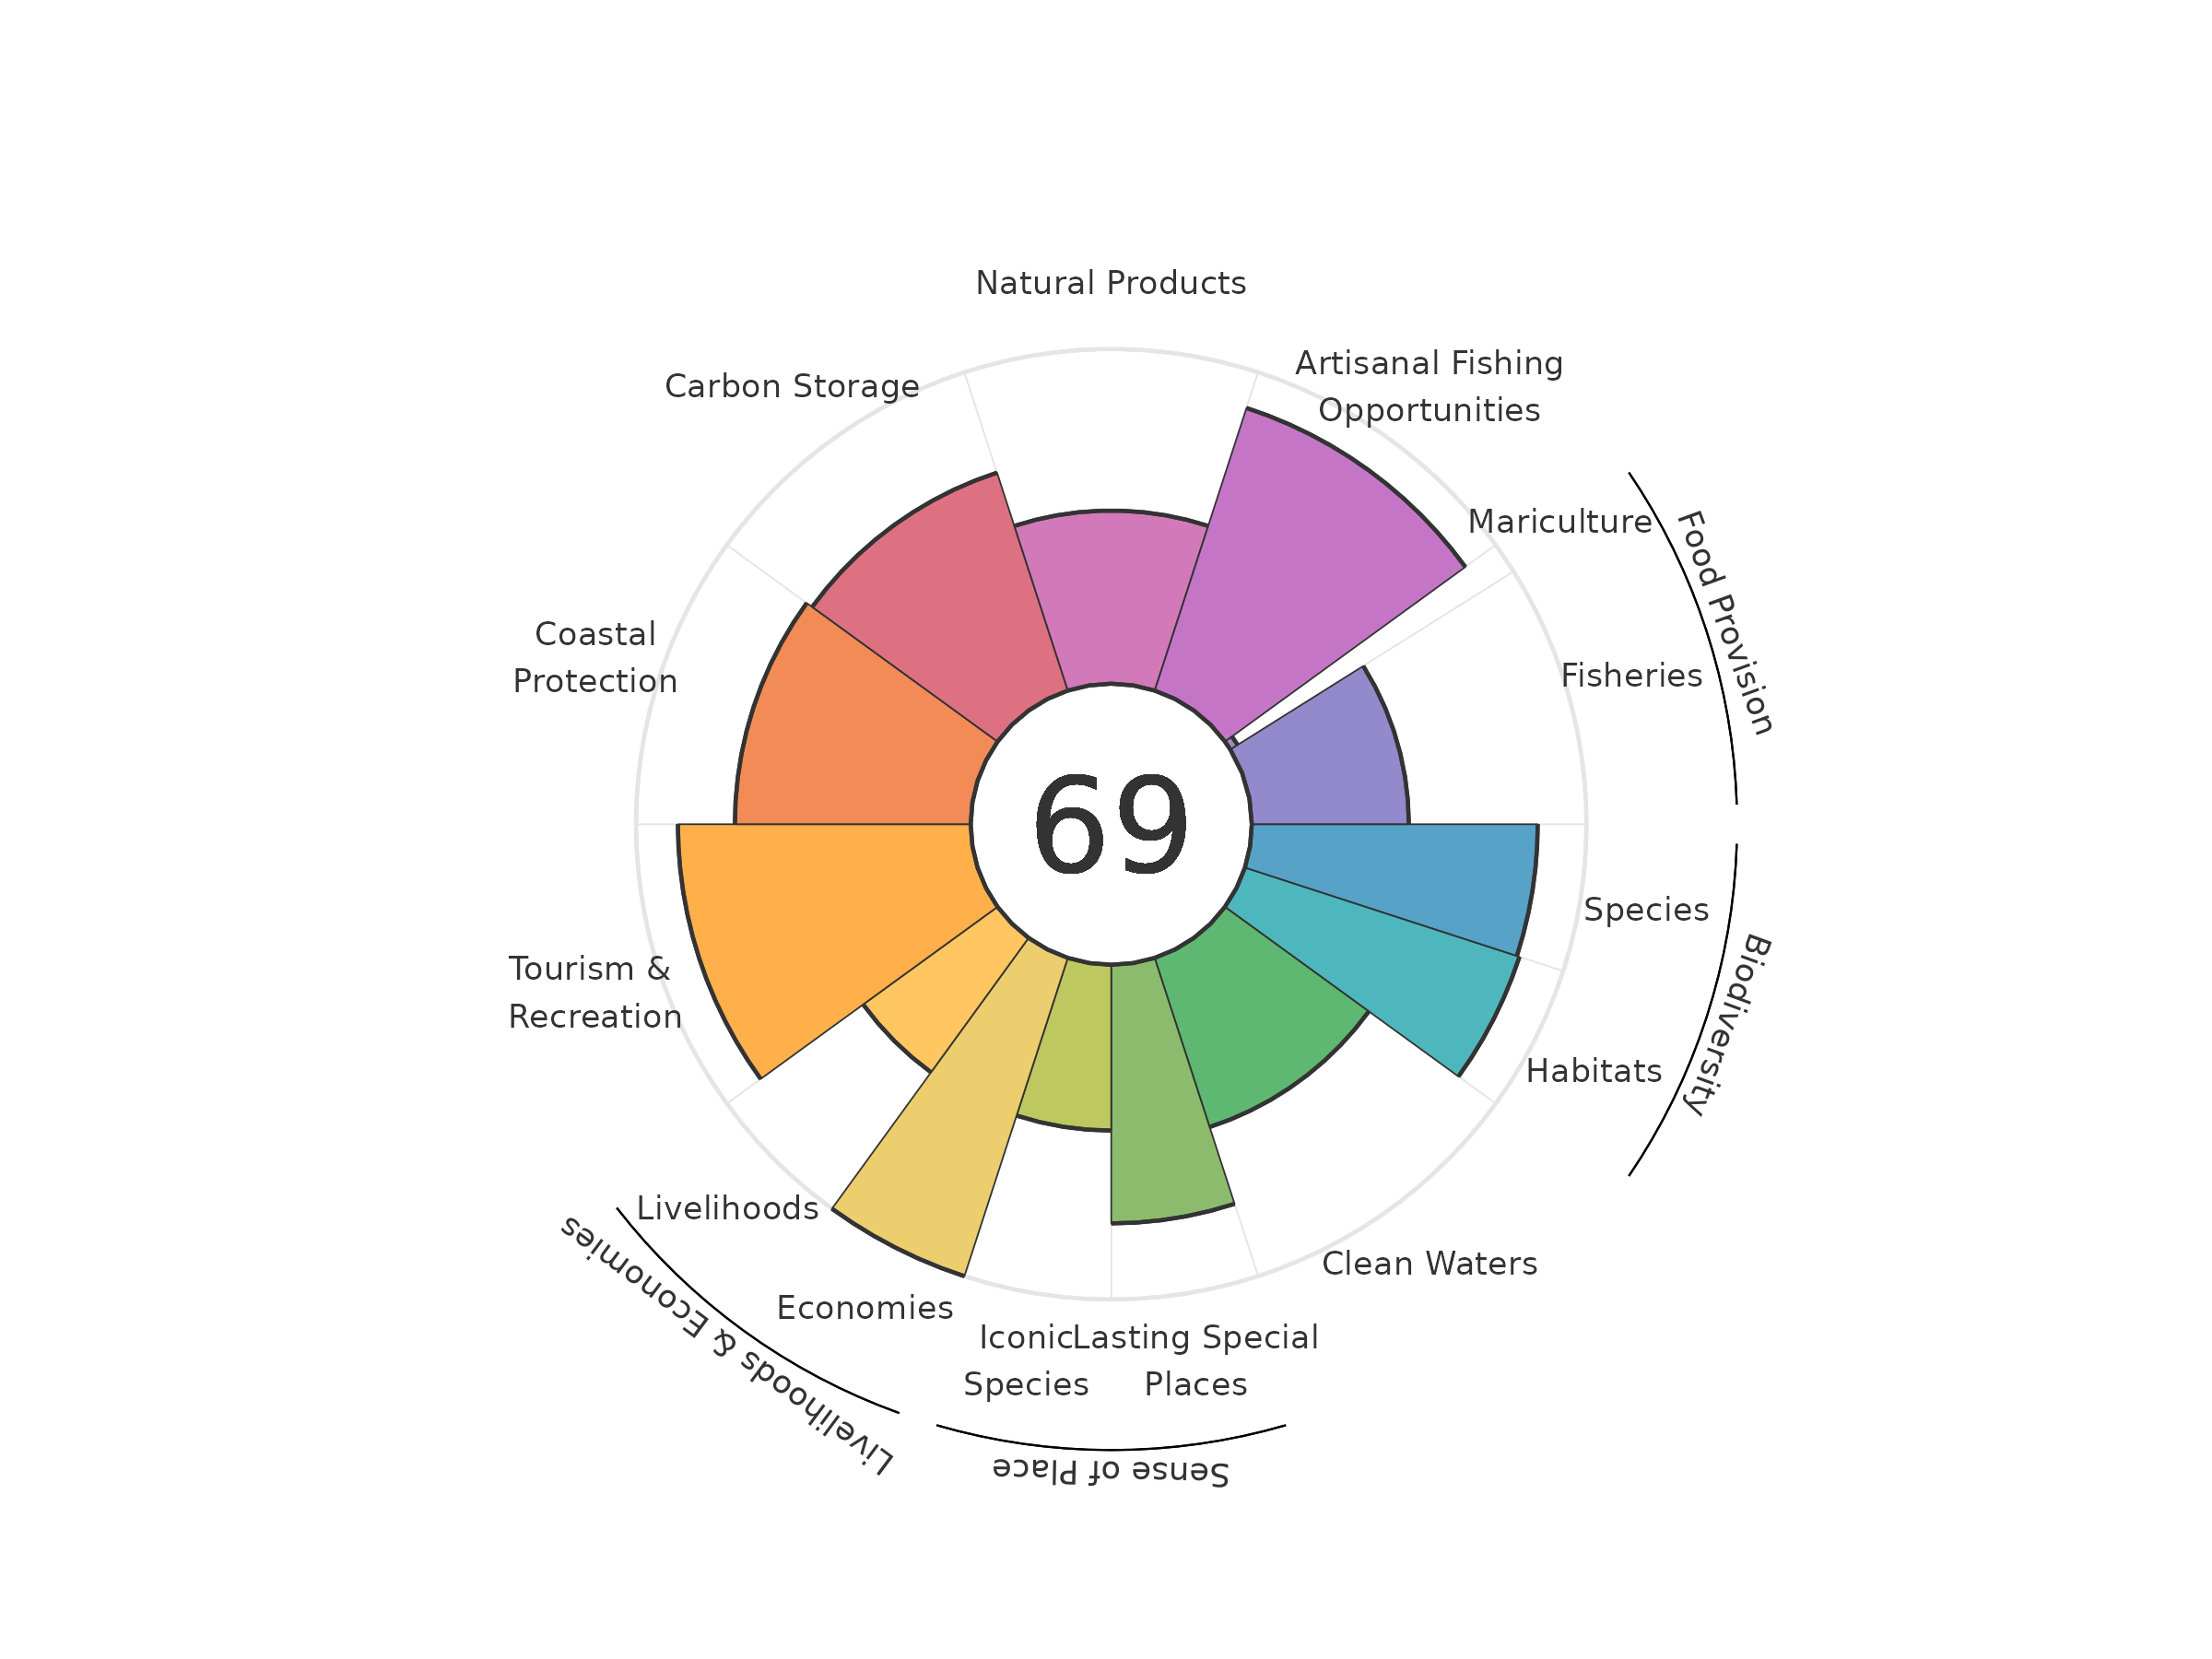 Natural Products
Artisanal Fishing
Opportunities
Carbon Storage
Mariculture
Food Provision
Coastal
Protection
Fisheries
69
Species
Biodiversity
Tourism &
Recreation
Habitats
Livelihoods
Clean Waters
Economies
Livelihoods & Economies
Iconic
Species
Lasting Special
Places
Sense of Place